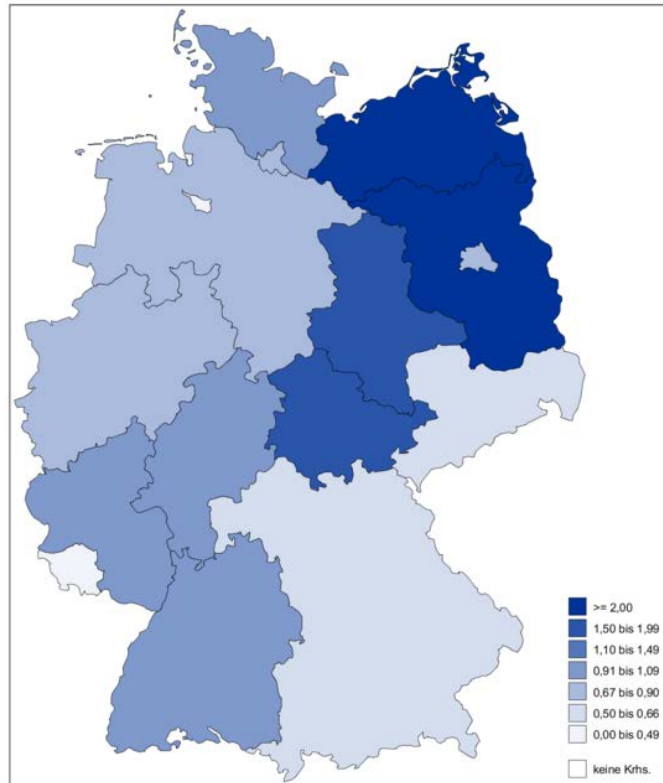 >= 2,00
1,50 bis 1,99
1,10 bis 1,49
0,91 bis 1,09
0,67 bis 0,90
0,50 bis 0,66
0,00 bis 0,49
keine Krhs.